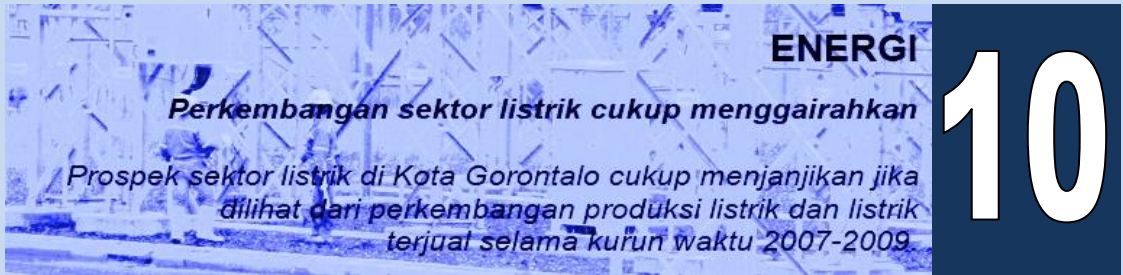 ENERGI
Perkembangan sektor listrik cukup menggairahkan
Prospek sektor listrik di Kota Gorontalo cukup menjanjikan jika
dilihat dari perkembangan produksi listrik dan listrik
terjual selama kurun waktu 2007-2009.
10